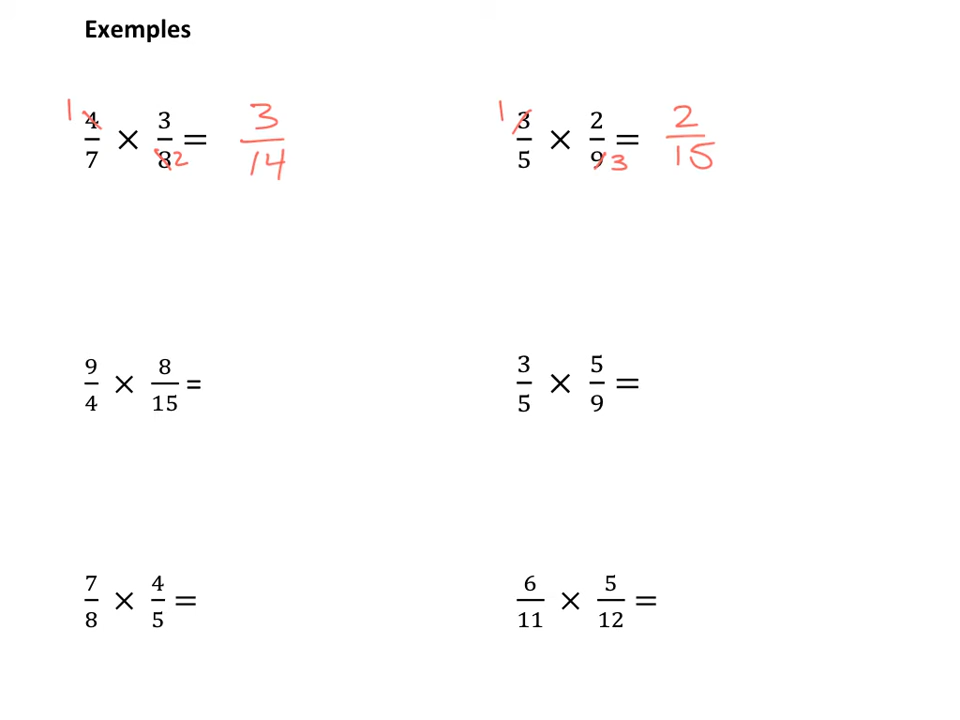 Exemples
1 4/7 × 3/8 2 = 3/14
1 3/5 × 2/9 3 = 2/15
9/4 × 8/15 =
3/5 × 5/9 =
7/8 × 4/5 =
6/11 × 5/12 =